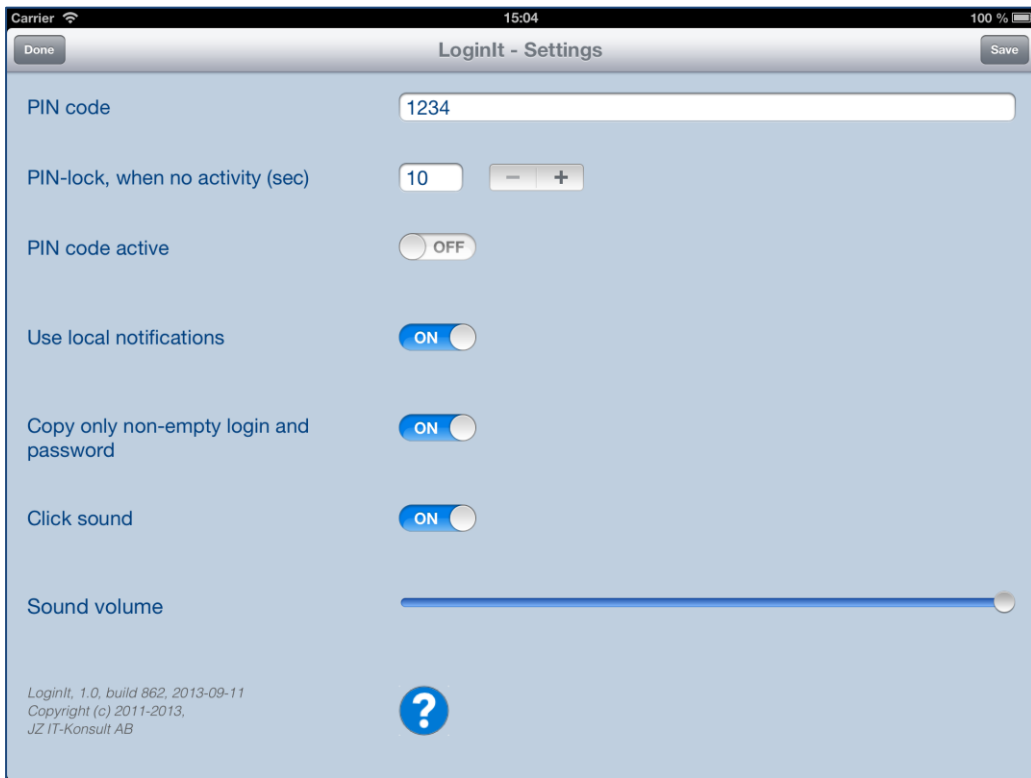 Carrier 15:04 100 %
Done LoginIt - Settings Save
PIN code 1234
PIN-lock, when no activity (sec) 10 − +
PIN code active OFF
Use local notifications ON
Copy only non-empty login and ON
password
Click sound ON
Sound volume
LoginIt, 1.0, build 862, 2013-09-11
Copyright (c) 2011-2013,
JZ IT-Konsult AB
?